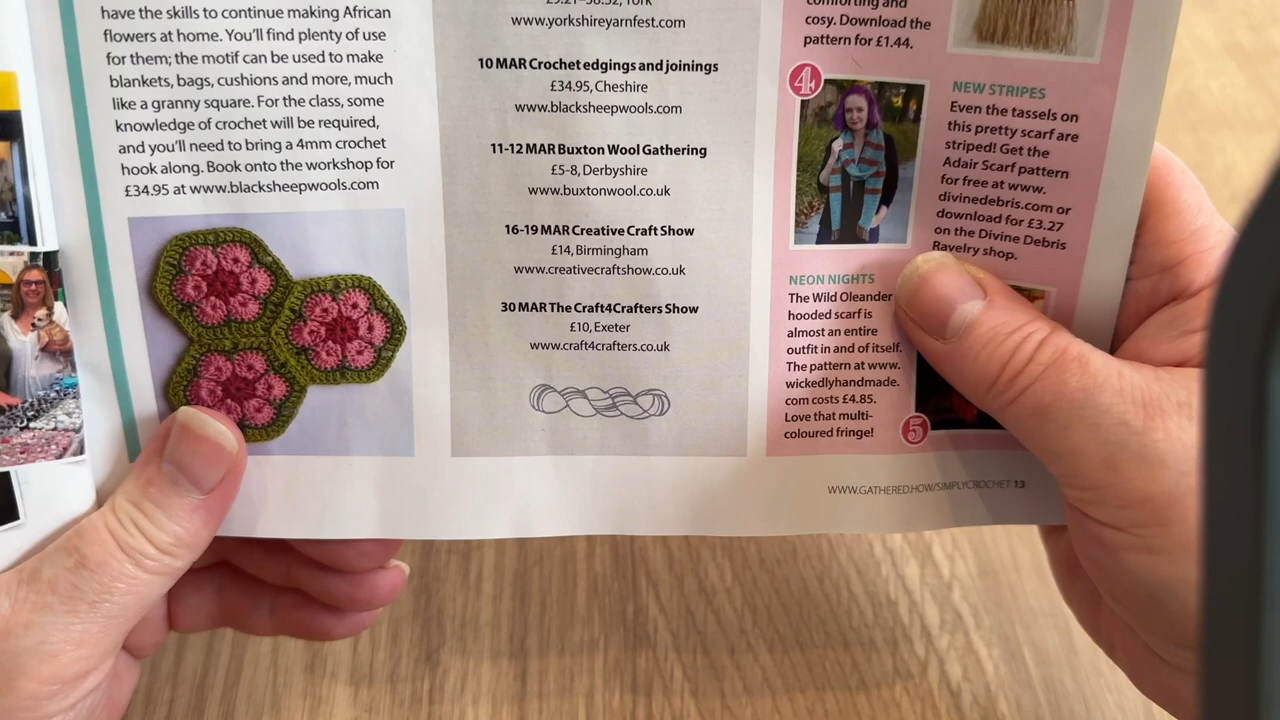 have the skills to continue making African
flowers at home. You'll find plenty of use
for them; the motif can be used to make
blankets, bags, cushions and more, much
like a granny square. For the class, some
knowledge of crochet will be required,
and you'll need to bring a 4mm crochet
hook along. Book onto the workshop for
£34.95 at www.blacksheepwools.com
www.yorkshireyarnfest.com
10 MAR Crochet edgings and joinings
£34.95, Cheshire
www.blacksheepwools.com
11-12 MAR Buxton Wool Gathering
£5-8, Derbyshire
www.buxtonwool.co.uk
16-19 MAR Creative Craft Show
£14, Birmingham
www.creativecraftshow.co.uk
30 MAR The Craft4Crafters Show
£10, Exeter
www.craft4crafters.co.uk
comforting and
cosy. Download the
pattern for £1.44.
4
NEW STRIPES
Even the tassels on
this pretty scarf are
striped! Get the
Adair Scarf pattern
for free at www.
divinedebris.com or
download for £3.27
on the Divine Debris
Ravelry shop.
NEON NIGHTS
The Wild Oleander
hooded scarf is
almost an entire
outfit in and of itself.
The pattern at www.
wickedlyhandmade.
com costs £4.85.
Love that multi-
coloured fringe!
5
WWW.GATHERED.HOW/SIMPLYCROCHET 13